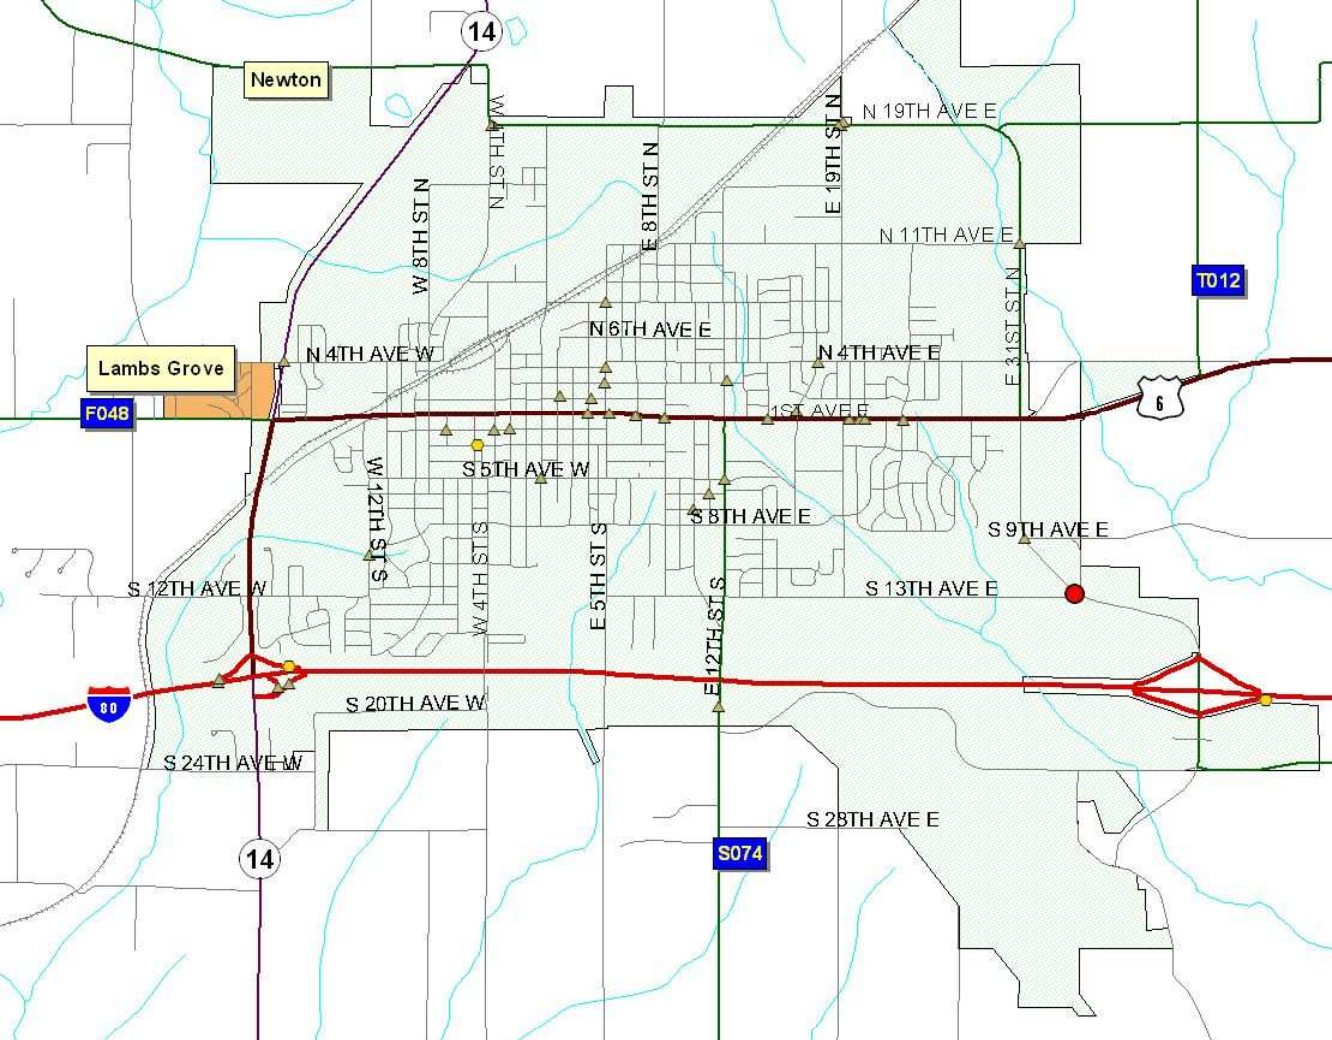 14
Newton
N 19TH AVE E
W 4TH ST N
E 19TH ST N
E 8TH ST N
W 8TH ST N
N 11TH AVE E
T012
E 31ST ST N
N 6TH AVE E
N 4TH AVE W
N 4TH AVE E
Lambs Grove
6
F048
1ST AVE E
S 5TH AVE W
W 12TH ST S
S 8TH AVE E
S 9TH AVE E
W 4TH ST S
E 5TH ST S
S 12TH AVE W
S 13TH AVE E
E 12TH ST S
80
S 20TH AVE W
S 24TH AVE W
S 28TH AVE E
S074
14